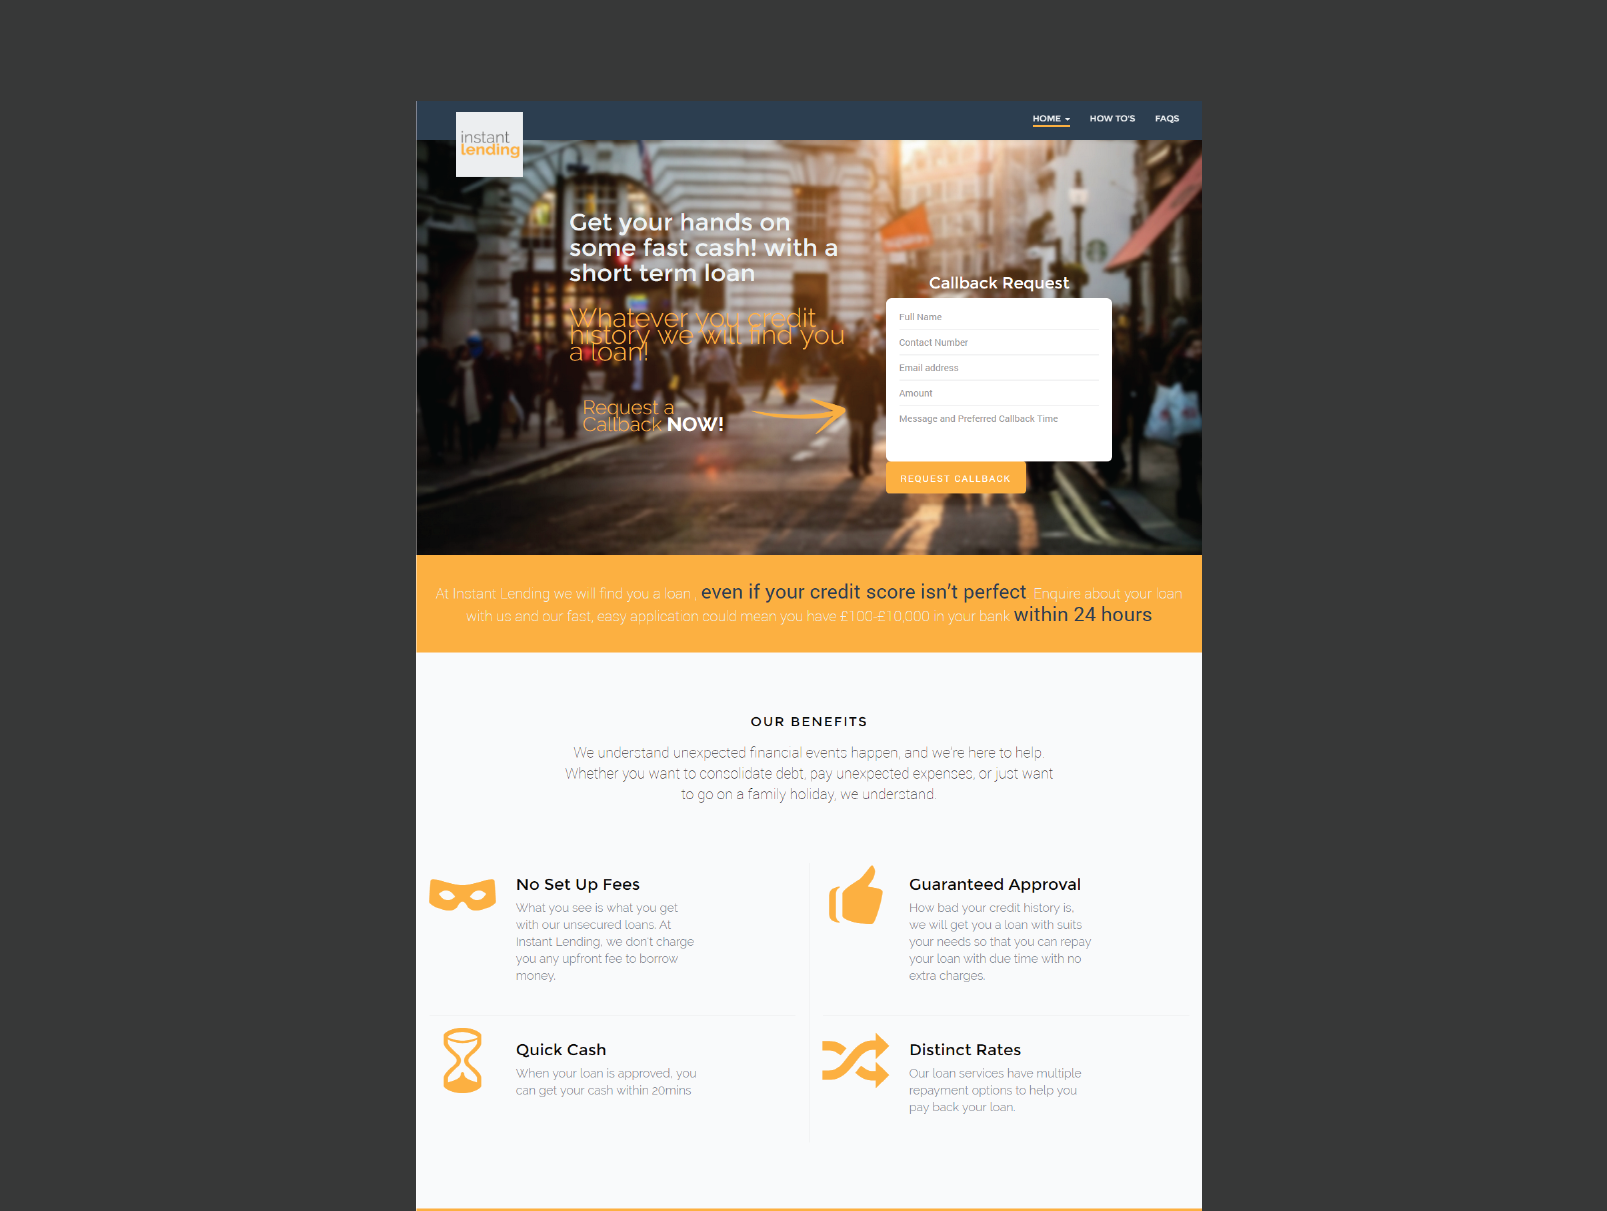 instant
lending
HOME
HOW TO'S
FAQS
Get your hands on
some fast cash! with a
short term loan
Whatever you credit
history we will find you
a loan!
Request a
Callback NOW!
Callback Request
Full Name
Contact Number
Email address
Amount
Message and Preferred Callback Time
REQUEST CALLBACK
At Instant Lending we will find you a loan , even if your credit score isn't perfect. Enquire about your loan
with us and our fast, easy application could mean you have £100-£10,000 in your bank within 24 hours
OUR BENEFITS
We understand unexpected financial events happen, and we're here to help.
Whether you want to consolidate debt, pay unexpected expenses, or just want
to go on a family holiday, we understand.
No Set Up Fees
What you see is what you get
with our unsecured loans. At
Instant Lending, we don't charge
you any upfront fee to borrow
money.
Guaranteed Approval
How bad your credit history is,
we will get you a loan with suits
your needs so that you can repay
your loan with due time with no
extra charges.
Quick Cash
When your loan is approved, you
can get your cash within 20mins
Distinct Rates
Our loan services have multiple
repayment options to help you
pay back your loan.